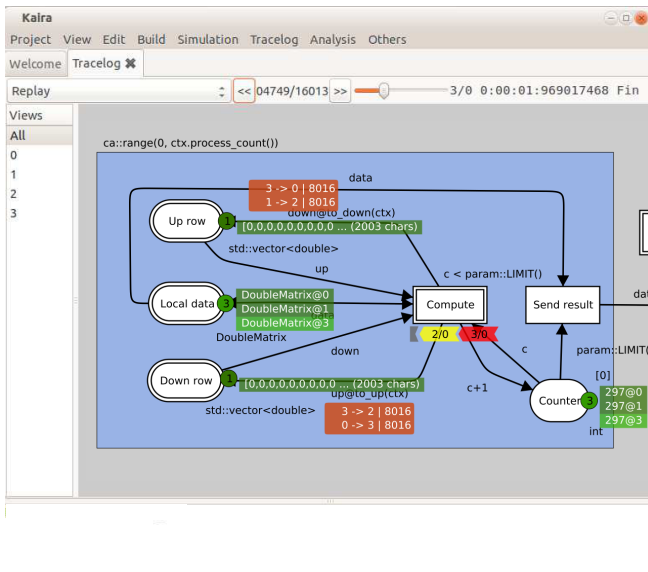 Kaira
Project View Edit Build Simulation Tracelog Analysis Others
Welcome Tracelog ✖
Replay << 04749/16013 >> 3/0 0:00:01:969017468 Fin
Views
All
0
1
2
3
ca::range(0, ctx.process_count())
data
3 -> 0 | 8016
1 -> 2 | 8016
down@to_down(ctx)
Up row 1
[0,0,0,0,0,0,0,0,0 ... (2003 chars)
std::vector<double>
up
c < param::LIMIT()
Local data 3
DoubleMatrix@0
DoubleMatrix@1
DoubleMatrix@3
DoubleMatrix
Compute
Send result
dat
2/0 3/0
down
c
param::LIMIT(
Down row 1
[0,0,0,0,0,0,0,0,0 ... (2003 chars)
up@to_up(ctx)
std::vector<double>
3 -> 2 | 8016
0 -> 3 | 8016
c+1
[0]
Counter 3
297@0
297@1
297@3
int